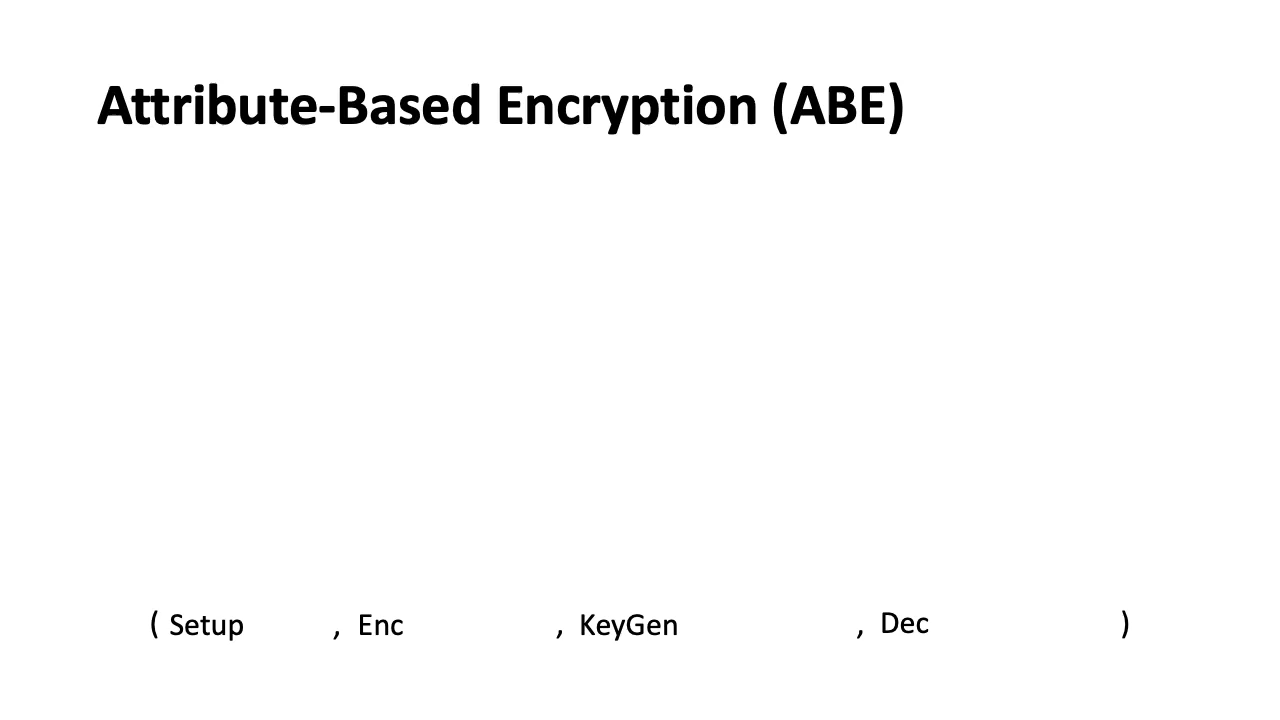 Attribute-Based Encryption (ABE)
( Setup , Enc , KeyGen , Dec )